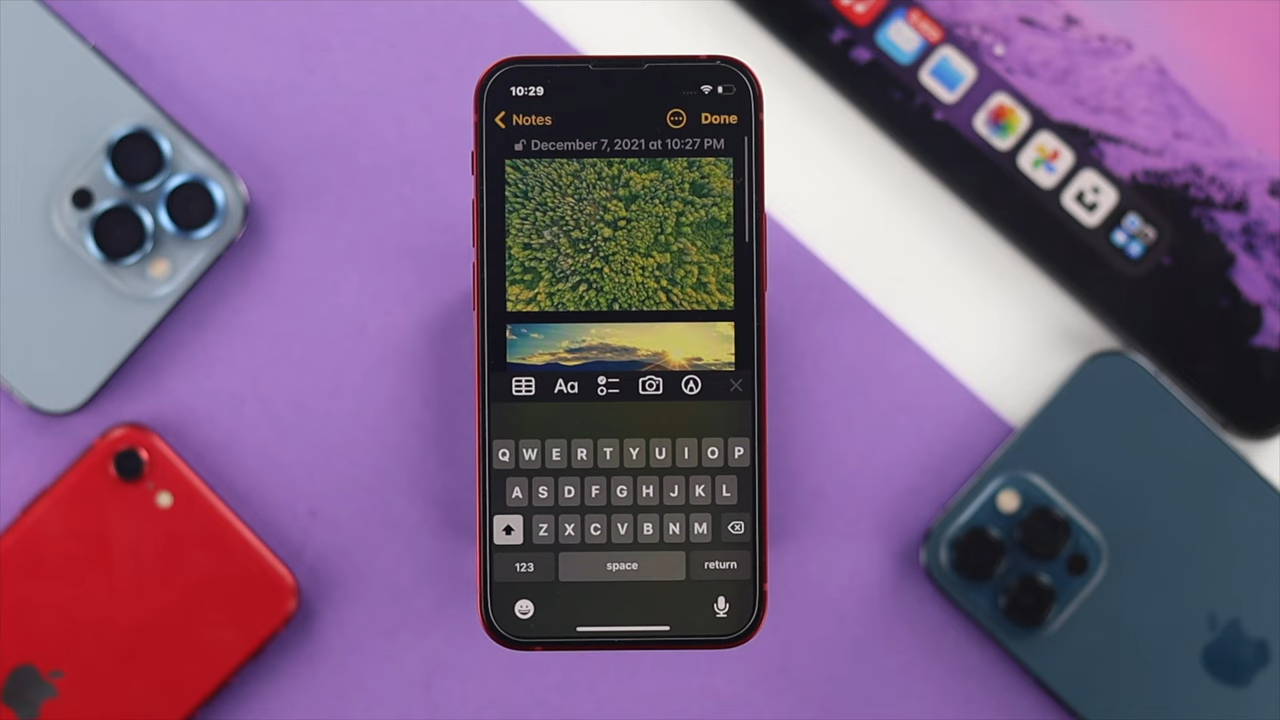 10:29
Notes
Done
December 7, 2021 at 10:27 PM
Aa
Q W E R T Y U I O P
A S D F G H J K L
Z X C V B N M
123 space return